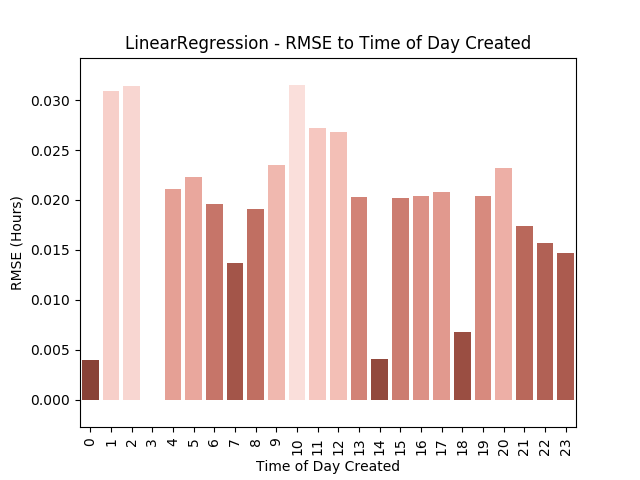 LinearRegression - RMSE to Time of Day Created
RMSE (Hours)
0.030
0.025
0.020
0.015
0.010
0.005
0.000
0 1 2 3 4 5 6 7 8 9 10 11 12 13 14 15 16 17 18 19 20 21 22 23
Time of Day Created